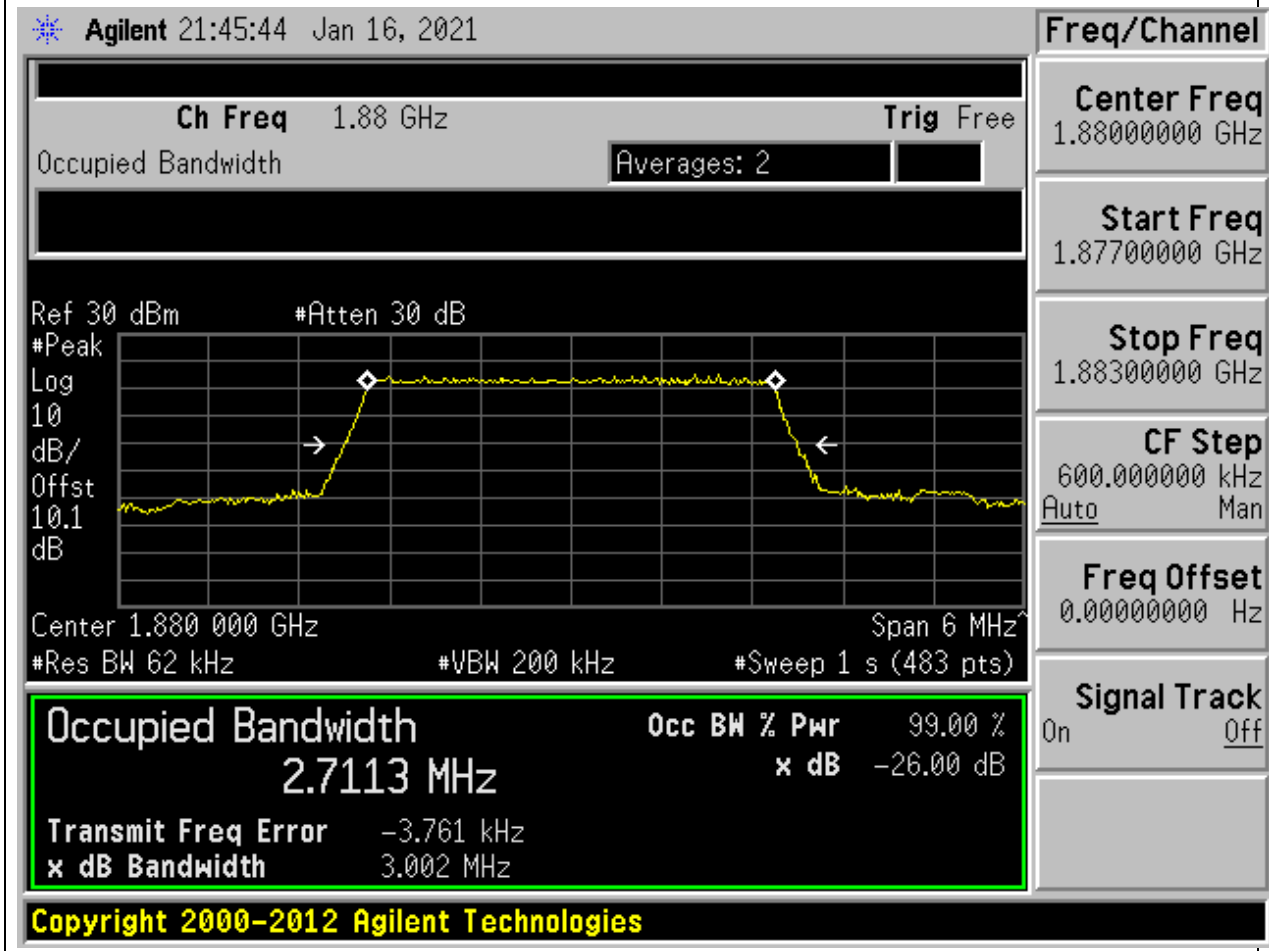 Agilent 21:45:44 Jan 16, 2021
Ch Freq 1.88 GHz Trig Free
Occupied Bandwidth Averages: 2
Ref 30 dBm #Atten 30 dB
#Peak
Log
10
dB/
Offst
10.1
dB
Center 1.880 000 GHz Span 6 MHz^
#Res BW 62 kHz #VBW 200 kHz #Sweep 1 s (483 pts)
Occupied Bandwidth Occ BW % Pwr 99.00 %
2.7113 MHz x dB -26.00 dB
Transmit Freq Error -3.761 kHz
x dB Bandwidth 3.002 MHz
Copyright 2000-2012 Agilent Technologies
Freq/Channel
Center Freq
1.88000000 GHz
Start Freq
1.87700000 GHz
Stop Freq
1.88300000 GHz
CF Step
600.000000 kHz
Auto Man
Freq Offset
0.00000000 Hz
Signal Track
On Off